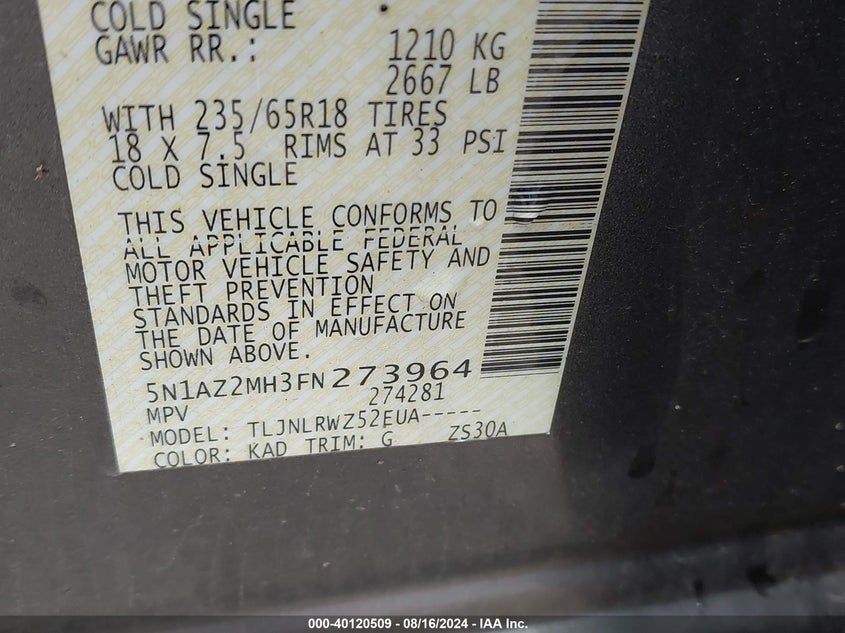 COLD SINGLE
GAWR RR.: 1210 KG
2667 LB
WITH 235/65R18 TIRES
18 X 7.5 RIMS AT 33 PSI
COLD SINGLE
THIS VEHICLE CONFORMS TO
ALL APPLICABLE FEDERAL
MOTOR VEHICLE SAFETY AND
THEFT PREVENTION
STANDARDS IN EFFECT ON
THE DATE OF MANUFACTURE
SHOWN ABOVE.
5N1AZ2MH3FN273964
MPV 274281
MODEL: TLJNLRWZ52EUA-----
COLOR: KAD TRIM: G ZS30A
000-40120509 - 08/16/2024 - IAA Inc.